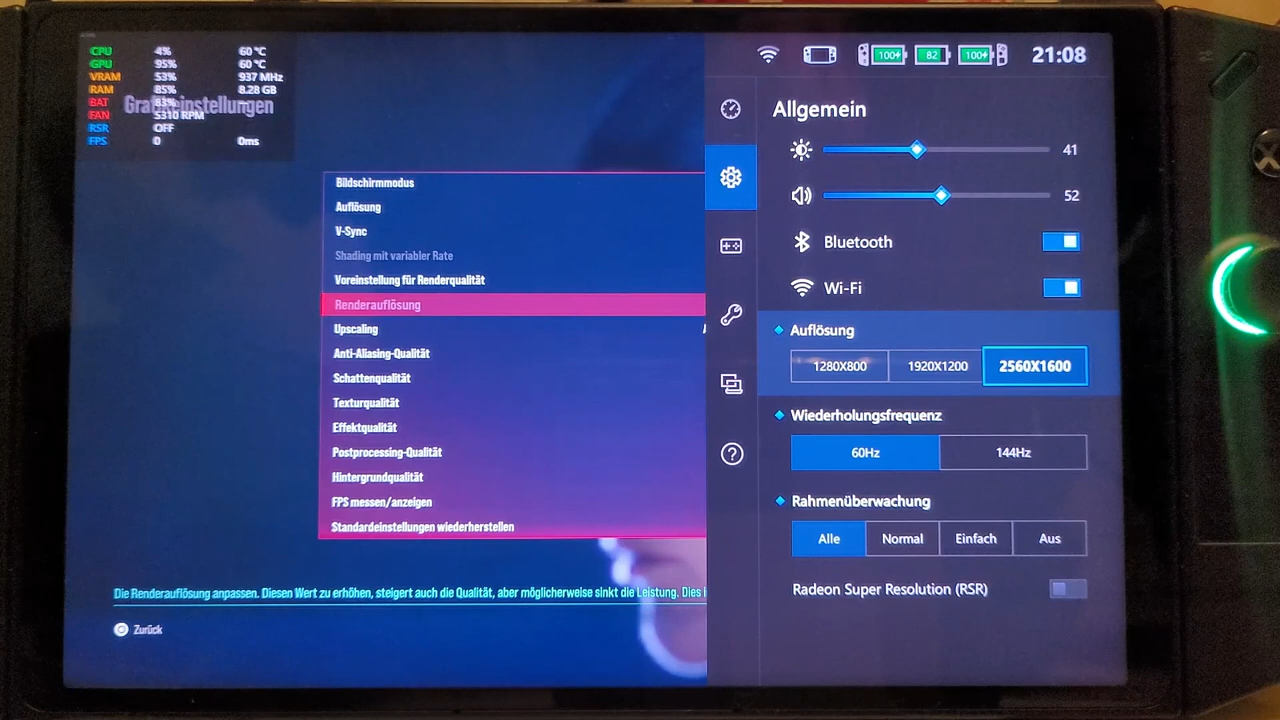 CPU 4% 60 °C
GPU 95% 60 °C
VRAM 53% 937 MHz
RAM 85% 8.28 GB
BAT 83%
FAN 5310 RPM
RSR OFF
FPS 0 0ms
Grafikeinstellungen
Bildschirmmodus
Auflösung
V-Sync
Shading mit variabler Rate
Voreinstellung für Renderqualität
Renderauflösung
Upscaling
Anti-Aliasing-Qualität
Schattenqualität
Texturqualität
Effektqualität
Postprocessing-Qualität
Hintergrundqualität
FPS messen/anzeigen
Standardeinstellungen wiederherstellen
Die Renderauflösung anpassen. Diesen Wert zu erhöhen, steigert auch die Qualität, aber möglicherweise sinkt die Leistung. Dies
Zurück
100 82 100 21:08
Allgemein
41
52
Bluetooth
Wi-Fi
Auflösung
1280X800 1920X1200 2560X1600
Wiederholungsfrequenz
60Hz 144Hz
Rahmenüberwachung
Alle Normal Einfach Aus
Radeon Super Resolution (RSR)
X